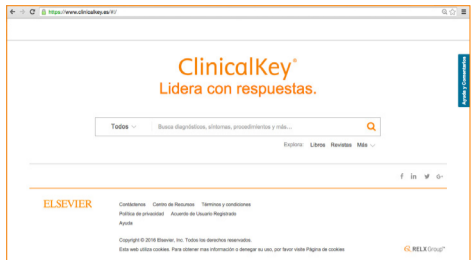 https://www.clinicalkey.es/#!/
ClinicalKey®
Lidera con respuestas.
Todos
Busca diagnósticos, síntomas, procedimientos y más...
Explora: Libros Revistas Más
Ayuda y Comentarios
f in G+
ELSEVIER
Contáctenos Centro de Recursos Términos y condiciones
Política de privacidad Acuerdo de Usuario Registrado
Ayuda
Copyright © 2016 Elsevier, Inc. Todos los derechos reservados.
Esta web utiliza cookies. Para obtener mas información o denegar su uso, por favor visite Página de cookies
RELX Group™